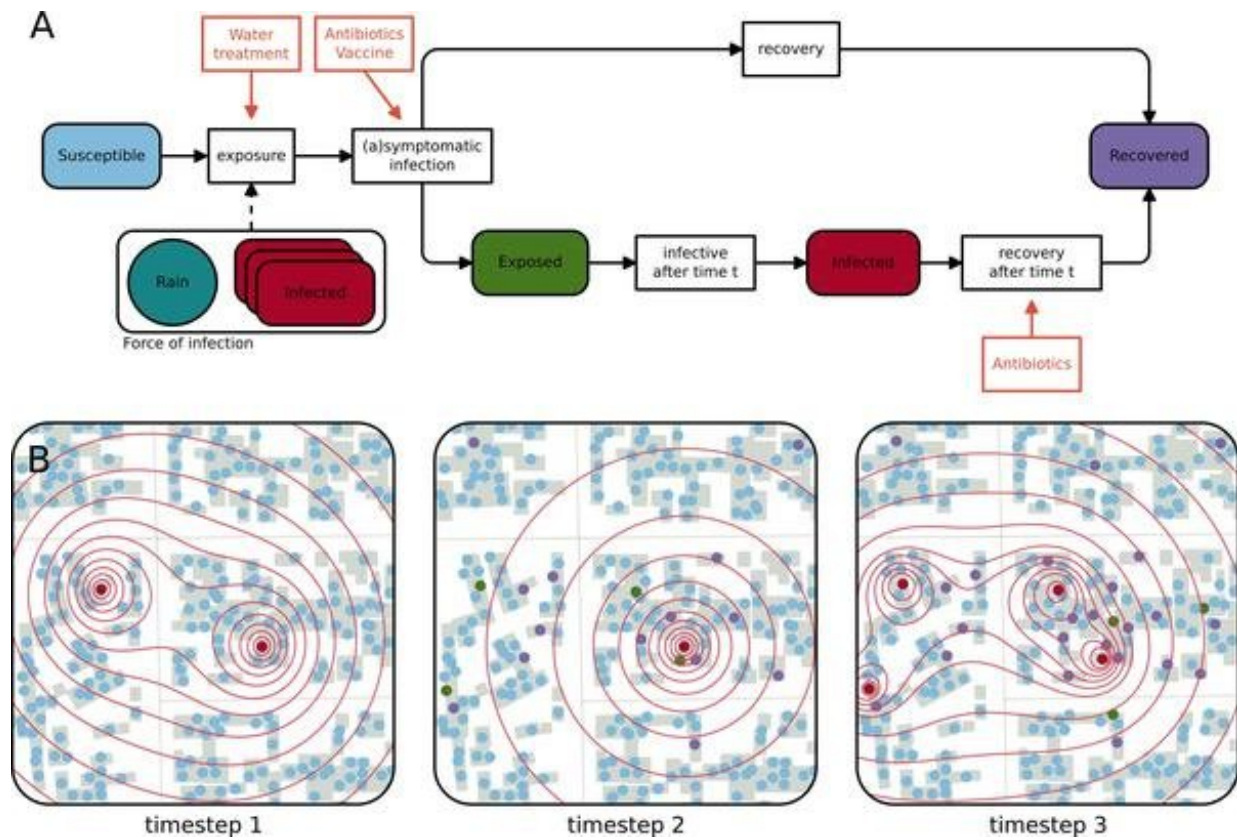 A
Water
treatment
Antibiotics
Vaccine
recovery
Susceptible
exposure
(a)symptomatic
infection
Recovered
Rain
Infected
Force of infection
Exposed
infective
after time t
Infected
recovery
after time t
Antibiotics
B
timestep 1
timestep 2
timestep 3